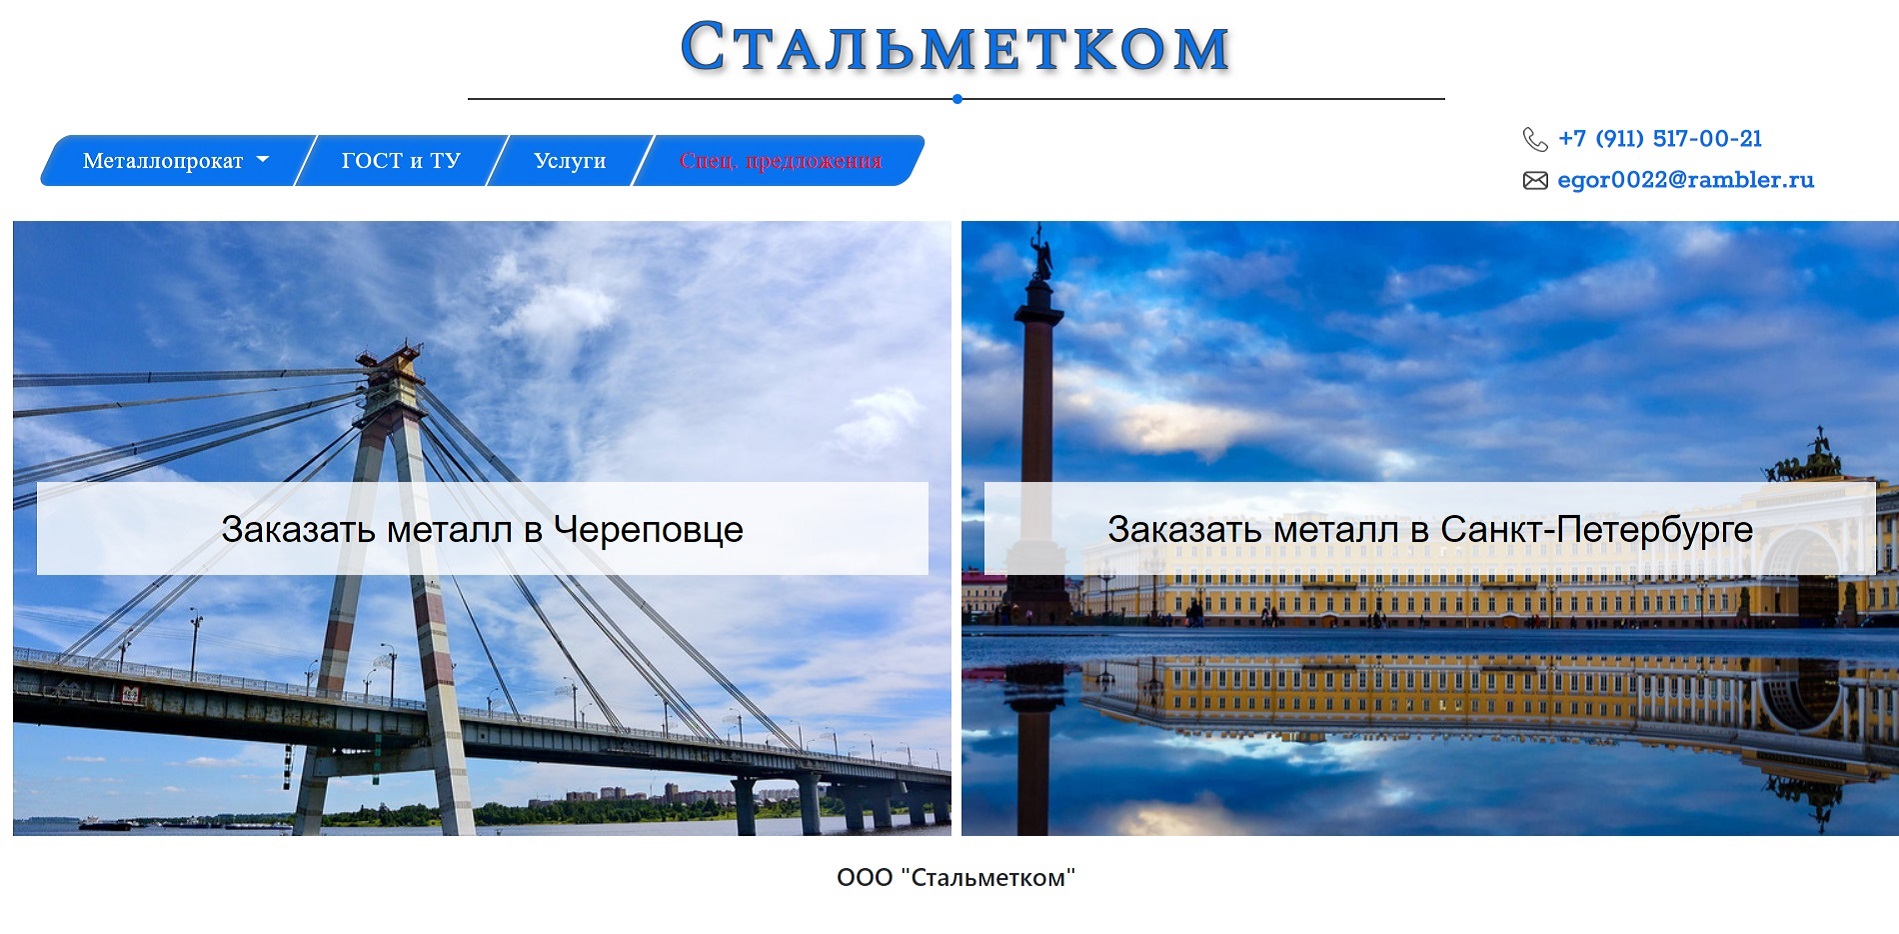 Стальметком
Металлопрокат
ГОСТ и ТУ
Услуги
Спец. предложения
+7 (911) 517-00-21
egor0022@rambler.ru
Заказать металл в Череповце
Заказать металл в Санкт-Петербурге
ООО "Стальметком"